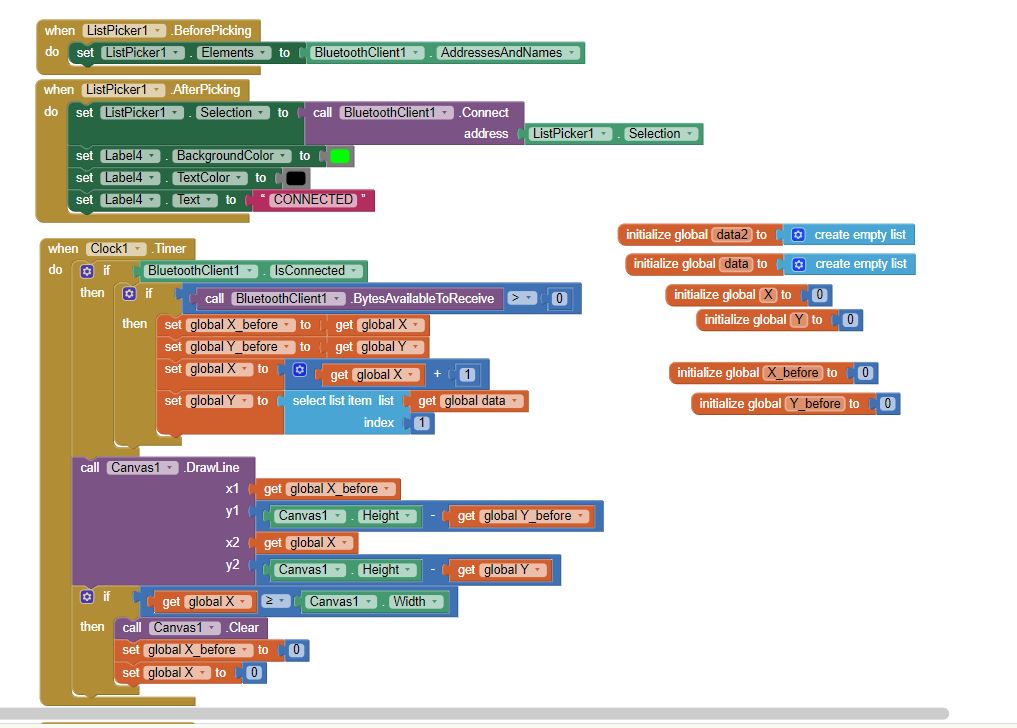 when ListPicker1 .BeforePicking
do set ListPicker1 . Elements to BluetoothClient1 . AddressesAndNames
when ListPicker1 .AfterPicking
do set ListPicker1 . Selection to call BluetoothClient1 .Connect
address ListPicker1 . Selection
set Label4 . BackgroundColor to
set Label4 . TextColor to
set Label4 . Text to " CONNECTED "
when Clock1 .Timer
do if BluetoothClient1 . IsConnected
then if call BluetoothClient1 .BytesAvailableToReceive > 0
then set global X_before to get global X
set global Y_before to get global Y
set global X to get global X + 1
set global Y to select list item list get global data
index 1
call Canvas1 .DrawLine
x1 get global X_before
y1 Canvas1 . Height - get global Y_before
x2 get global X
y2 Canvas1 . Height - get global Y
if get global X ≥ Canvas1 . Width
then call Canvas1 .Clear
set global X_before to 0
set global X to 0
initialize global data2 to create empty list
initialize global data to create empty list
initialize global X to 0
initialize global Y to 0
initialize global X_before to 0
initialize global Y_before to 0